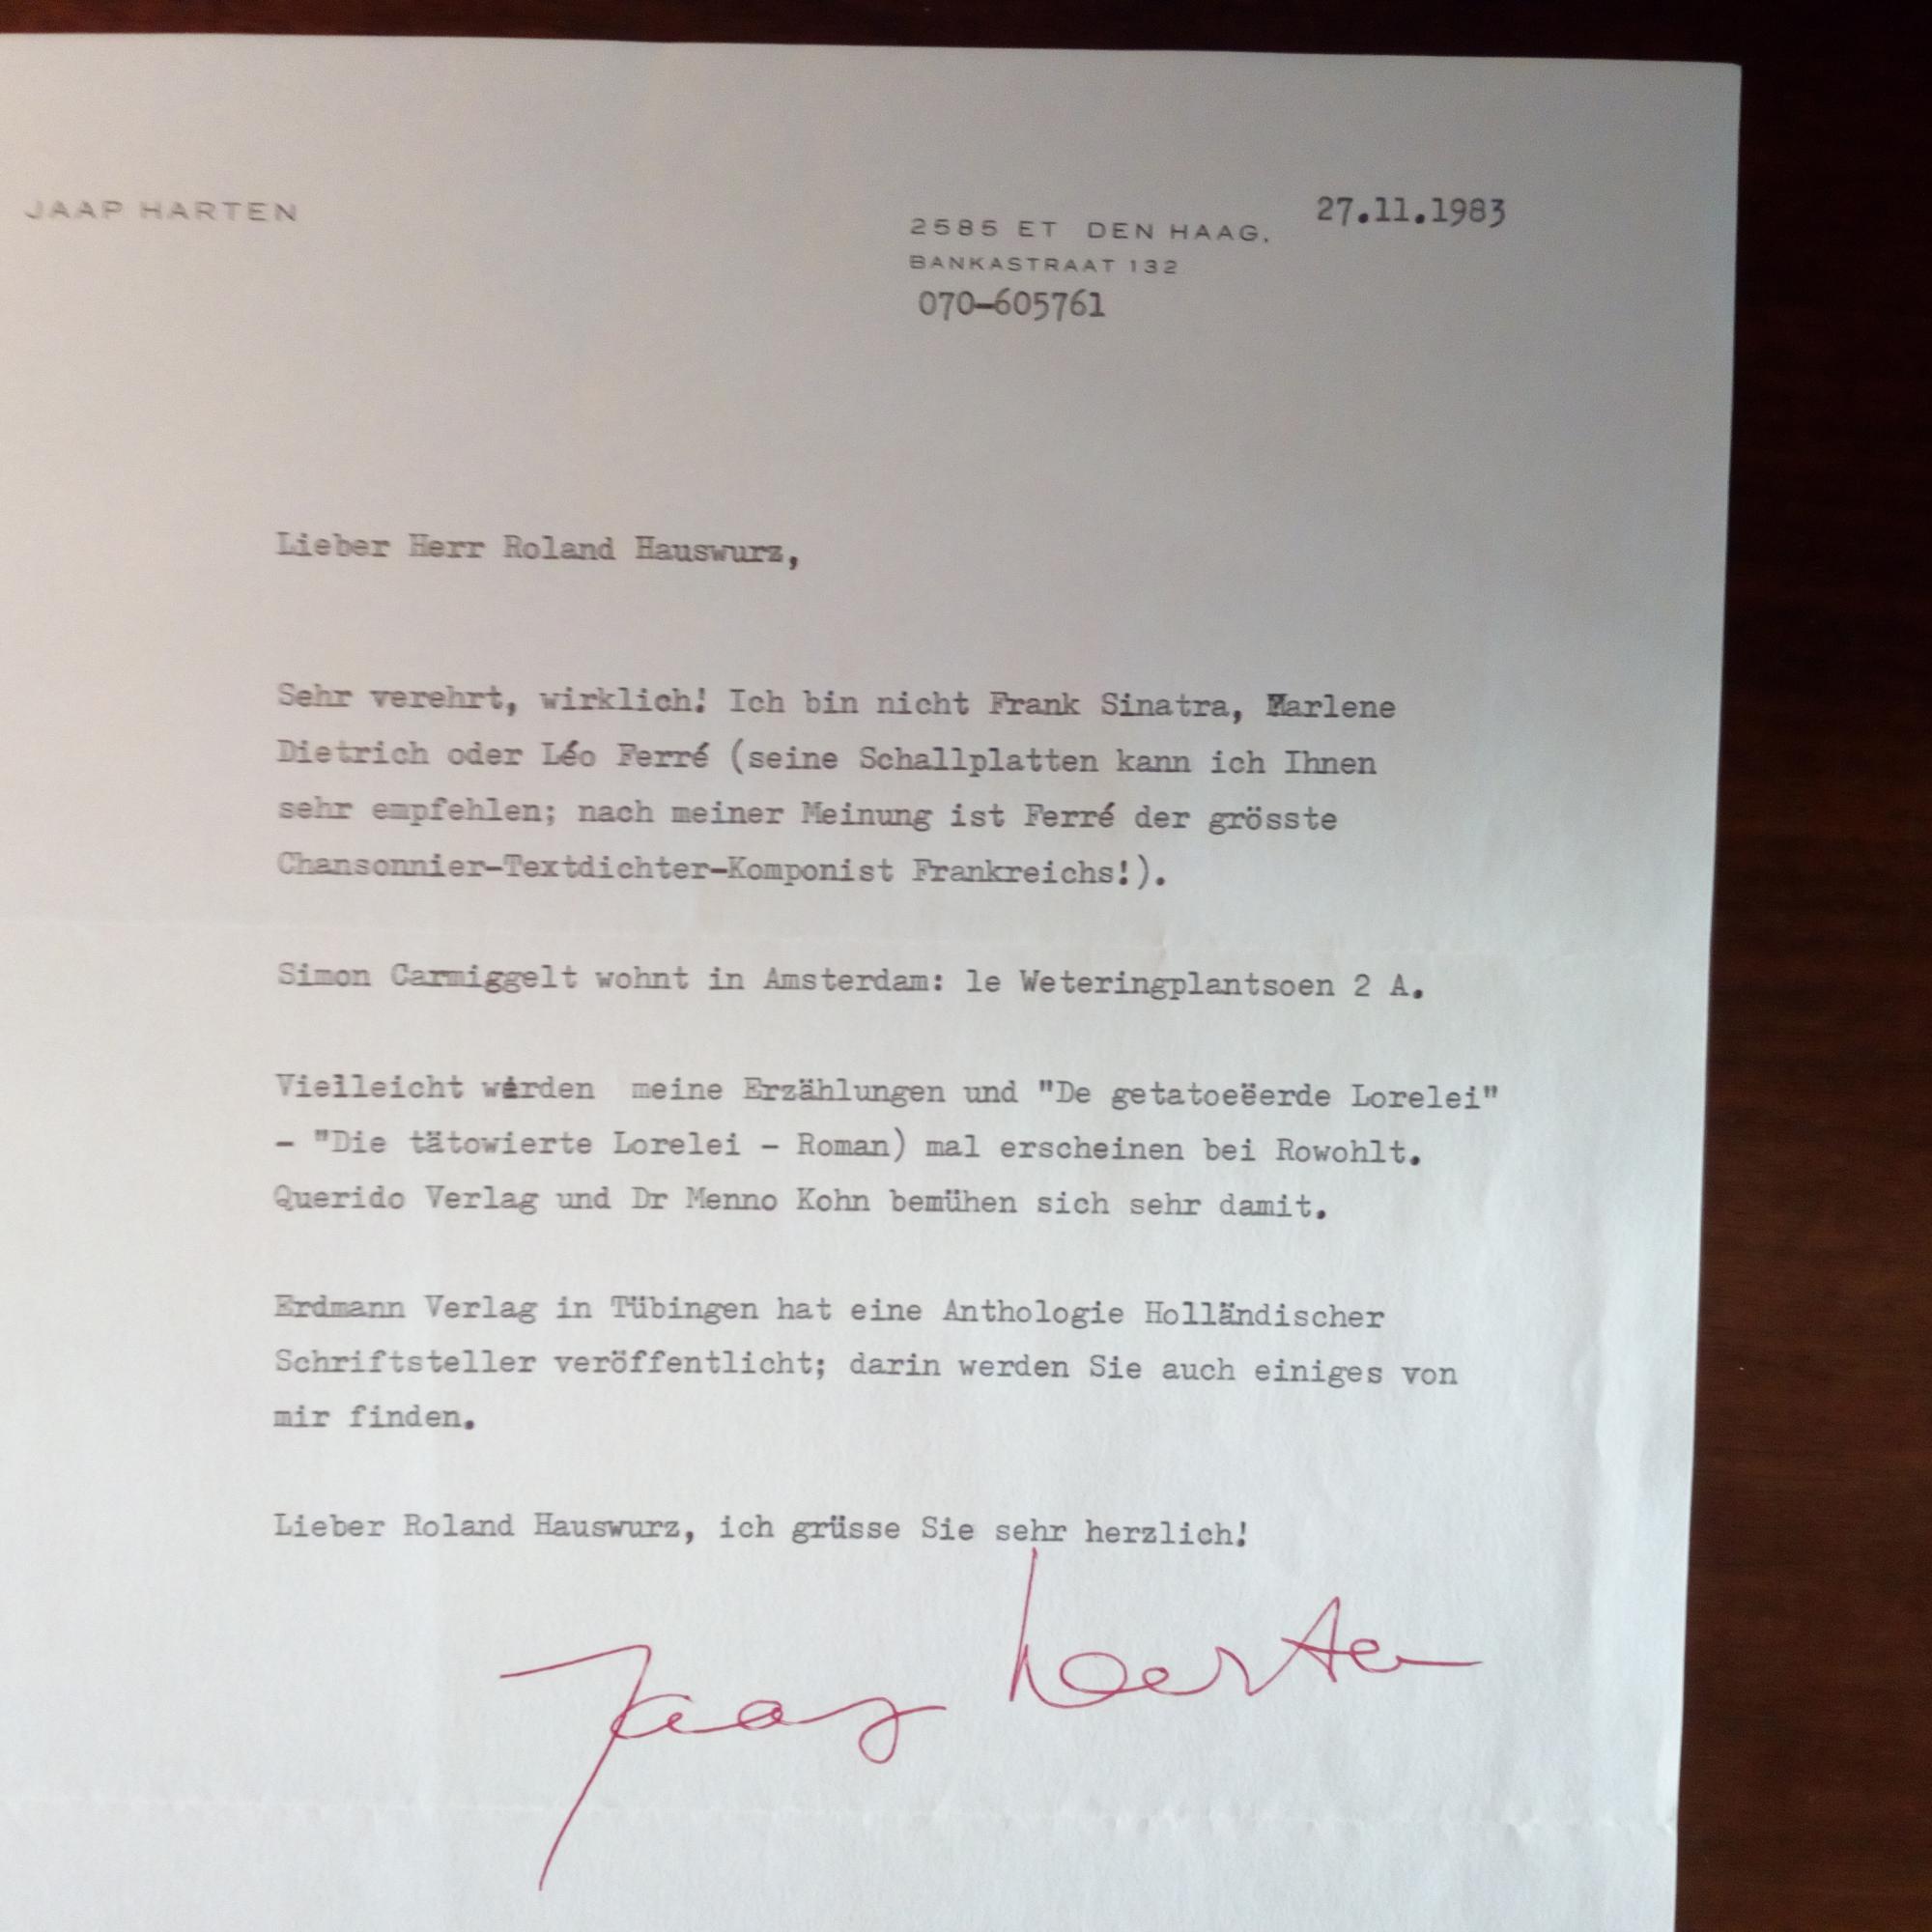 JAAP HARTEN
2585 ET DEN HAAG,
27.11.1983
BANKASTRAAT 132
070-605761
Lieber Herr Roland Hauswurz,
Sehr verehrt, wirklich! Ich bin nicht Frank Sinatra, Marlene
Dietrich oder Léo Ferré (seine Schallplatten kann ich Ihnen
sehr empfehlen; nach meiner Meinung ist Ferré der grösste
Chansonnier-Textdichter-Komponist Frankreichs!).
Simon Carmiggelt wohnt in Amsterdam: le Weteringplantsoen 2 A.
Vielleicht werden meine Erzählungen und "De getatoeëerde Lorelei"
- "Die tätowierte Lorelei - Roman) mal erscheinen bei Rowohlt.
Querido Verlag und Dr Menno Kohn bemühen sich sehr damit.
Erdmann Verlag in Tübingen hat eine Anthologie Holländischer
Schriftsteller veröffentlicht; darin werden Sie auch einiges von
mir finden.
Lieber Roland Hauswurz, ich grüsse Sie sehr herzlich!
Jaap Harten